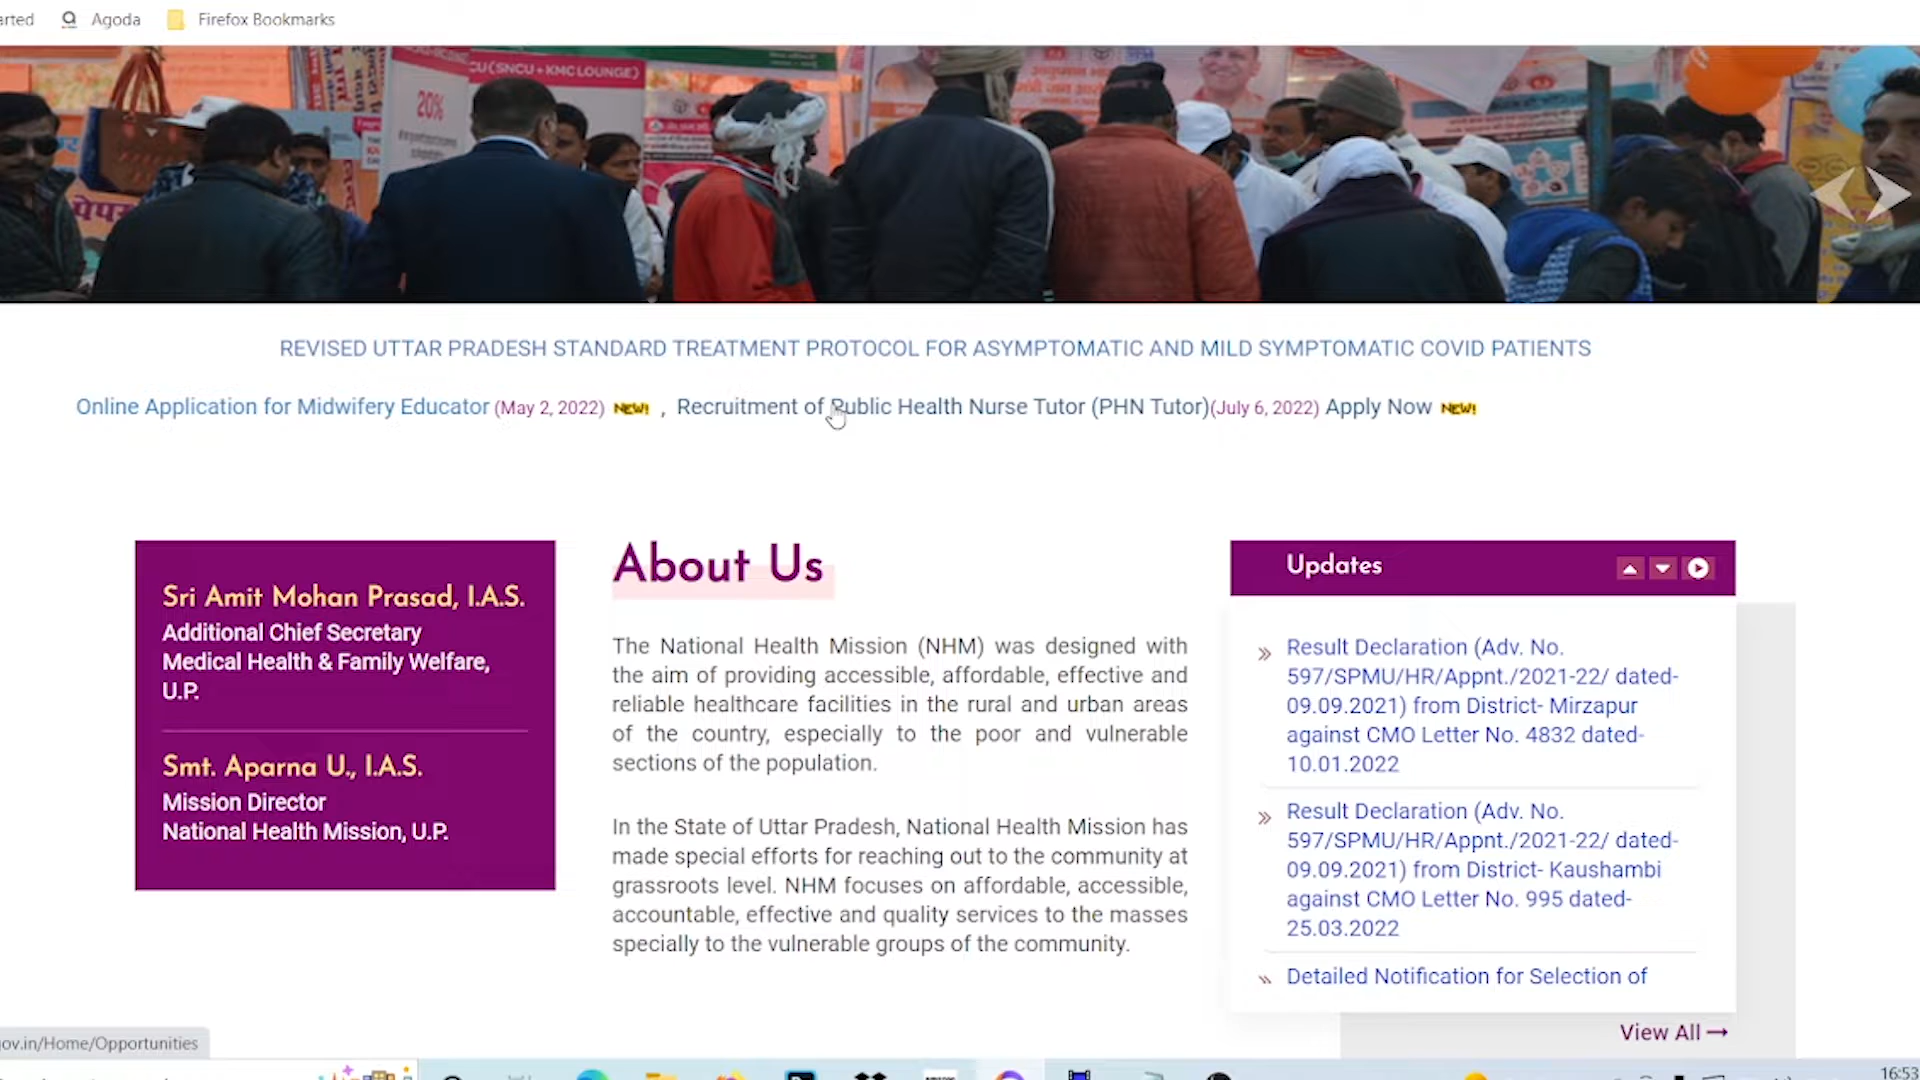 arted Agoda Firefox Bookmarks
CU (SNCU + KMC LOUNGE)
20%
REVISED UTTAR PRADESH STANDARD TREATMENT PROTOCOL FOR ASYMPTOMATIC AND MILD SYMPTOMATIC COVID PATIENTS
Online Application for Midwifery Educator (May 2, 2022) NEW! , Recruitment of Public Health Nurse Tutor (PHN Tutor)(July 6, 2022) Apply Now NEW!
Sri Amit Mohan Prasad, I.A.S.
Additional Chief Secretary
Medical Health & Family Welfare,
U.P.
Smt. Aparna U., I.A.S.
Mission Director
National Health Mission, U.P.
About Us
The National Health Mission (NHM) was designed with
the aim of providing accessible, affordable, effective and
reliable healthcare facilities in the rural and urban areas
of the country, especially to the poor and vulnerable
sections of the population.
In the State of Uttar Pradesh, National Health Mission has
made special efforts for reaching out to the community at
grassroots level. NHM focuses on affordable, accessible,
accountable, effective and quality services to the masses
specially to the vulnerable groups of the community.
Updates
Result Declaration (Adv. No.
597/SPMU/HR/Appnt./2021-22/ dated-
09.09.2021) from District- Mirzapur
against CMO Letter No. 4832 dated-
10.01.2022
Result Declaration (Adv. No.
597/SPMU/HR/Appnt./2021-22/ dated-
09.09.2021) from District- Kaushambi
against CMO Letter No. 995 dated-
25.03.2022
Detailed Notification for Selection of
View All
ov.in/Home/Opportunities
16:53